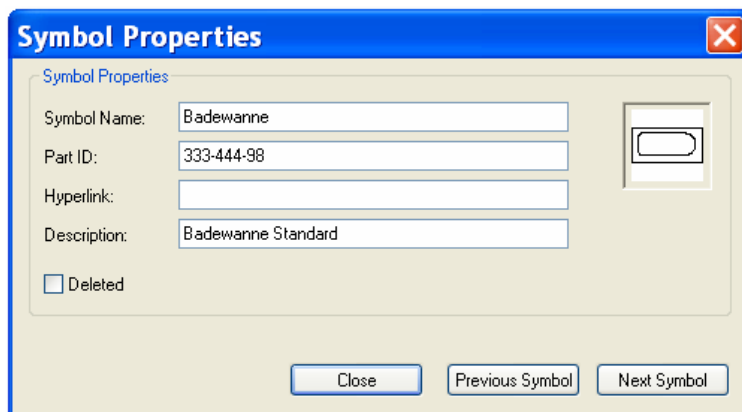 Symbol Properties
Symbol Properties
Symbol Name: Badewanne
Part ID: 333-444-98
Hyperlink:
Description: Badewanne Standard
Deleted
Close Previous Symbol Next Symbol